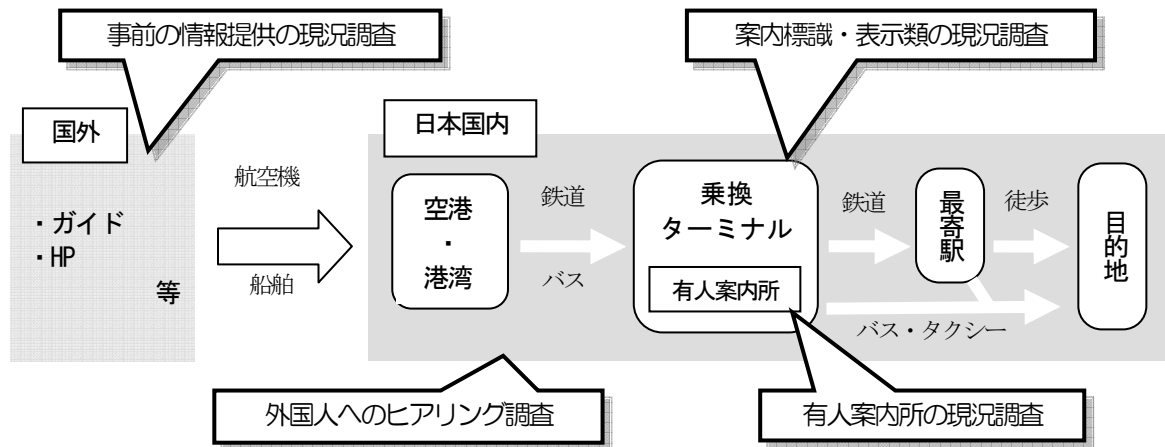 事前の情報提供の現況調査
案内標識・表示類の現況調査
国外
日本国内
・ガイド
・HP
等
航空機
船舶
空港
・
港湾
鉄道
バス
乗換
ターミナル
有人案内所
鉄道
最寄駅
徒歩
目的地
バス・タクシー
外国人へのヒアリング調査
有人案内所の現況調査